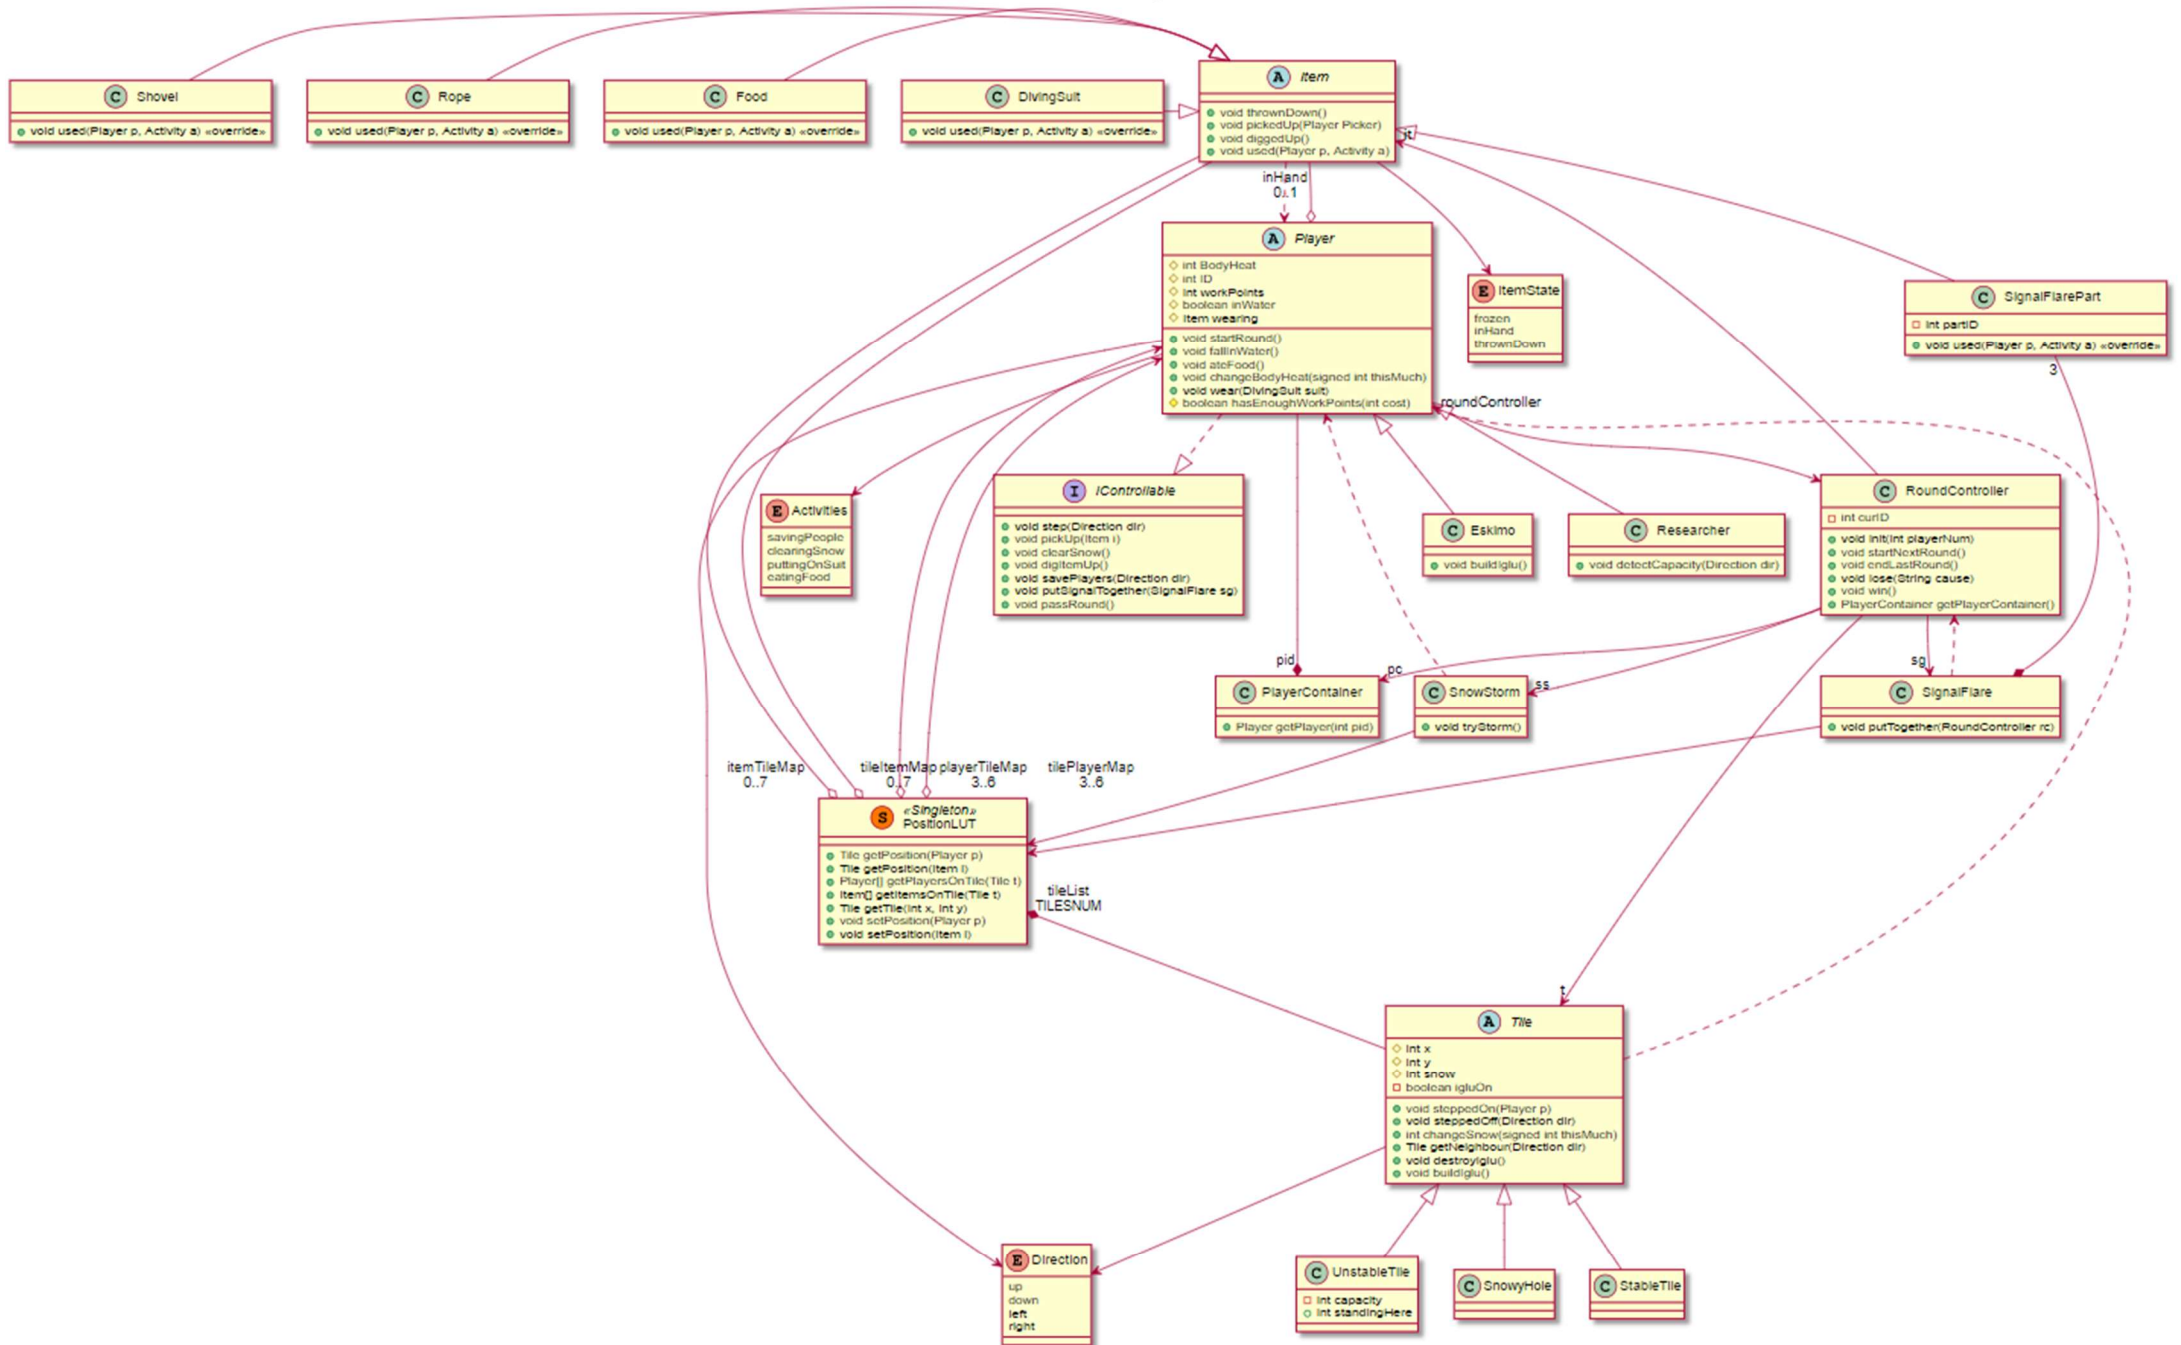 C Shovel
void used(Player p, Activity a) «override»
C Rope
void used(Player p, Activity a) «override»
C Food
void used(Player p, Activity a) «override»
C DivingSuit
void used(Player p, Activity a) «override»
A Item
void thrownDown()
void pickedUp(Player Picker)
void diggedUp()
void used(Player p, Activity a)
it
inHand
0..1
A Player
int BodyHeat
int ID
int workPoints
boolean inWater
Item wearing
void startRound()
void fallInWater()
void ateFood()
void changeBodyHeat(signed int thisMuch)
void wear(DivingSuit suit)
boolean hasEnoughWorkPoints(int cost)
E ItemState
frozen
inHand
thrownDown
C SignalFlarePart
int partID
void used(Player p, Activity a) «override»
3
roundController
E Activities
savingPeople
clearingSnow
puttingOnSuit
eatingFood
I IControllable
void step(Direction dir)
void pickUp(Item i)
void clearSnow()
void digItemUp()
void savePlayers(Direction dir)
void putSignalTogether(SignalFlare sg)
void passRound()
C Eskimo
void buildIglu()
C Researcher
void detectCapacity(Direction dir)
C RoundController
int curID
void init(int playerNum)
void startNextRound()
void endLastRound()
void lose(String cause)
void win()
PlayerContainer getPlayerContainer()
pid
pc
ss
sg
C PlayerContainer
Player getPlayer(int pid)
C SnowStorm
void tryStorm()
C SignalFlare
void putTogether(RoundController rc)
itemTileMap
0..7
tileItemMap
0..7
playerTileMap
3..6
tilePlayerMap
3..6
S «Singleton»
PositionLUT
Tile getPosition(Player p)
Tile getPosition(Item i)
Player[] getPlayersOnTile(Tile t)
Item[] getItemsOnTile(Tile t)
Tile getTile(int x, int y)
void setPosition(Player p)
void setPosition(Item i)
tileList
TILESNUM
t
A Tile
int x
int y
int snow
boolean igluOn
void steppedOn(Player p)
void steppedOff(Direction dir)
int changeSnow(signed int thisMuch)
Tile getNeighbour(Direction dir)
void destroyIglu()
void buildIglu()
E Direction
up
down
left
right
C UnstableTile
int capacity
int standingHere
C SnowyHole
C StableTile